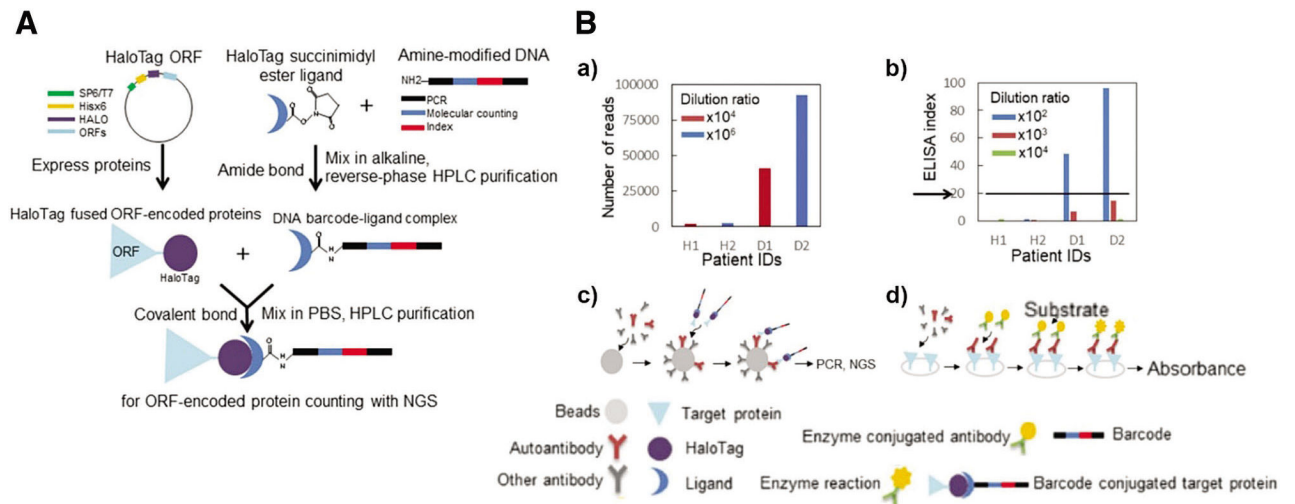 A
HaloTag ORF
SP6/T7
Hisx6
HALO
ORFs
HaloTag succinimidyl
ester ligand
O
N
O
O
O
+
Amine-modified DNA
NH2
PCR
Molecular counting
Index
Express proteins
Amide bond
Mix in alkaline,
reverse-phase HPLC purification
HaloTag fused ORF-encoded proteins
ORF
HaloTag
+
DNA barcode-ligand complex
O
N
H
Covalent bond
Mix in PBS, HPLC purification
O
H
N
for ORF-encoded protein counting with NGS
B
a)
Number of reads
100000
75000
50000
25000
0
Dilution ratio
x10⁴
x10⁶
H1 H2 D1 D2
Patient IDs
b)
ELISA index
100
80
60
40
20
0
Dilution ratio
x10²
x10³
x10⁴
H1 H2 D1 D2
Patient IDs
c)
PCR, NGS
d)
Substrate
Absorbance
Beads
Target protein
Autoantibody
HaloTag
Other antibody
Ligand
Enzyme conjugated antibody
Barcode
Enzyme reaction
Barcode conjugated target protein